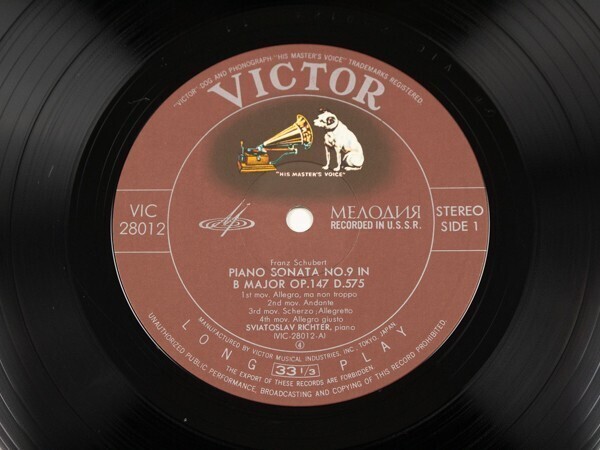 "VICTOR" DOG AND PHONOGRAPH "HIS MASTER'S VOICE" TRADEMARKS REGISTERED.
VICTOR
"HIS MASTER'S VOICE"
VIC
28012
МЕЛОДИЯ
RECORDED IN U.S.S.R.
STEREO
SIDE 1
Franz Schubert
PIANO SONATA NO.9 IN
B MAJOR OP.147 D.575
1st mov. Allegro, ma non troppo
2nd mov. Andante
3rd mov. Scherzo ;Allegretto
4th mov. Allegro giusto
SVIATOSLAV RICHTER, piano
(VIC-28012-A)
4
MANUFACTURED BY VICTOR MUSICAL INDUSTRIES, INC. TOKYO, JAPAN
LONG 33 1/3 PLAY
THE EXPORT OF THESE RECORDS ARE FORBIDDEN.
UNAUTHORIZED PUBLIC PERFORMANCE, BROADCASTING AND COPYING OF THIS RECORD PROHIBITED.